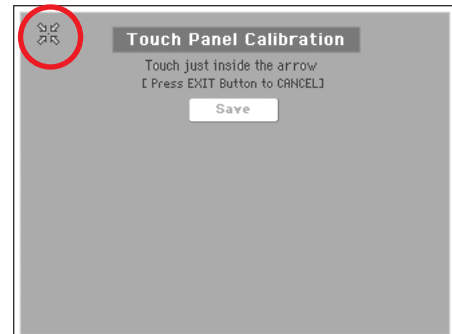 Touch Panel Calibration
Touch just inside the arrow
[ Press EXIT Button to CANCEL]
Save